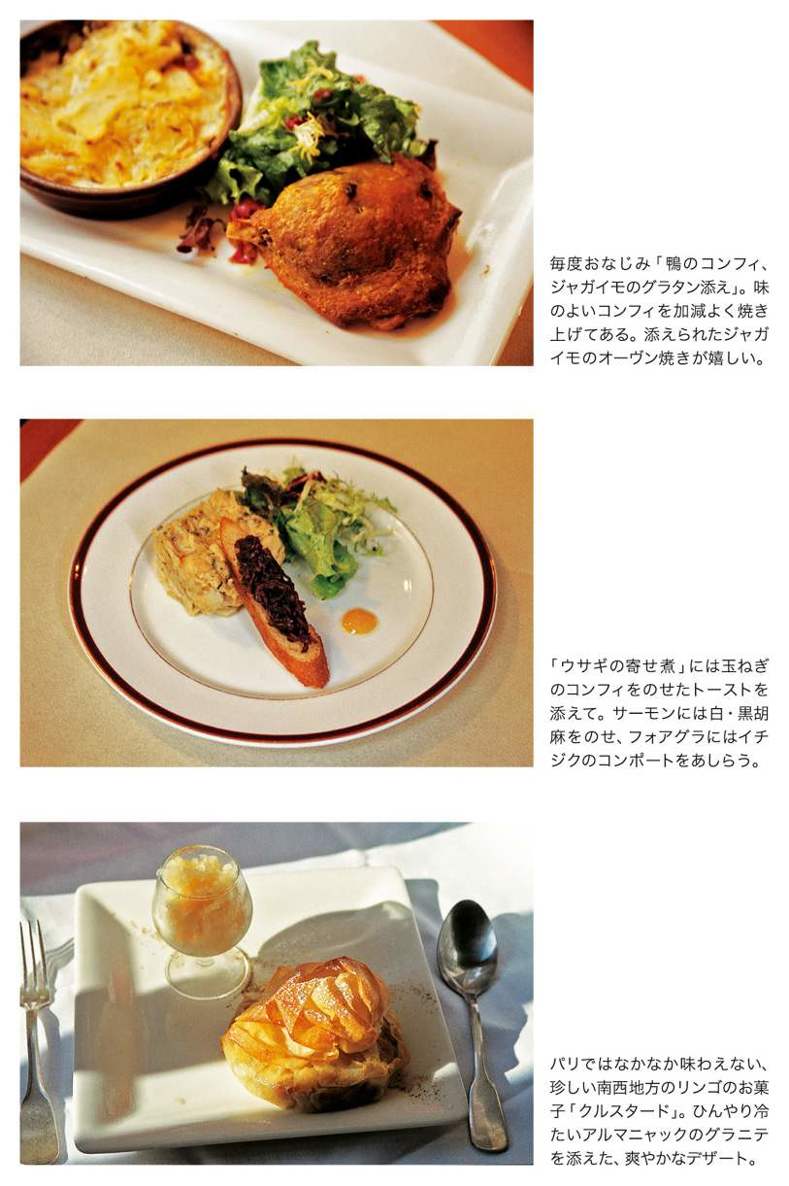 毎度おなじみ「鴨のコンフィ、
ジャガイモのグラタン添え」。味
のよいコンフィを加減よく焼き
上げてある。添えられたジャガ
イモのオーヴン焼きが嬉しい。
「ウサギの寄せ煮」には玉ねぎ
のコンフィをのせたトーストを
添えて。サーモンには白・黒胡
麻をのせ、フォアグラにはイチ
ジクのコンポートをあしらう。
パリではなかなか味わえない、
珍しい南西地方のリンゴのお菓
子「クルスタード」。ひんやり冷
たいアルマニャックのグラニテ
を添えた、爽やかなデザート。